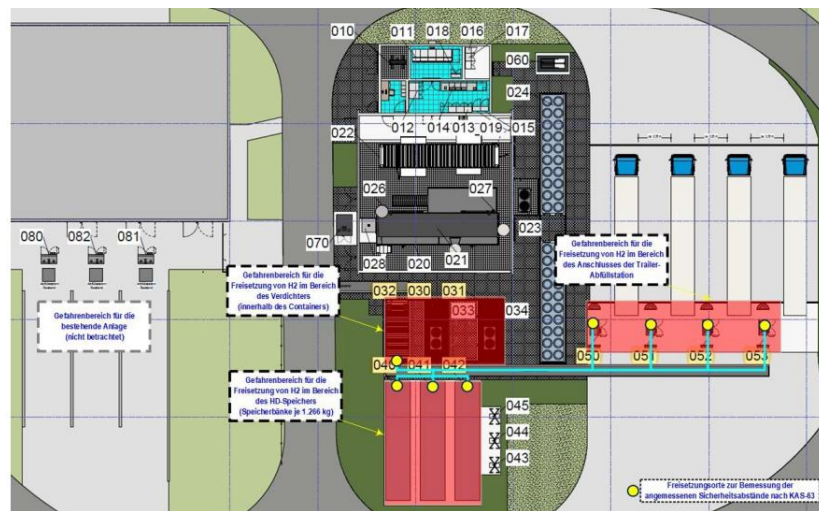 010
011
018
016
017
060
024
012
014
013
019
015
022
026
027
023
080
082
081
070
028
020
021
Gefahrenbereich für die
Freisetzung von H2 im Bereich
des Anschlusses der Trailer-
Abfüllstation
Gefahrenbereich für die
Freisetzung von H2 im Bereich
des Verdichters
(innerhalb des Containers)
032
030
031
033
034
Gefahrenbereich für die
bestehende Anlage
(nicht betrachtet)
050
051
052
053
040
041
042
Gefahrenbereich für die
Freisetzung von H2 im Bereich
des HD-Speichers
(Speicherbänke je 1.266 kg)
045
044
043
Freisetzungsorte zur Bemessung der
angemessenen Sicherheitsabstände nach KAS-63